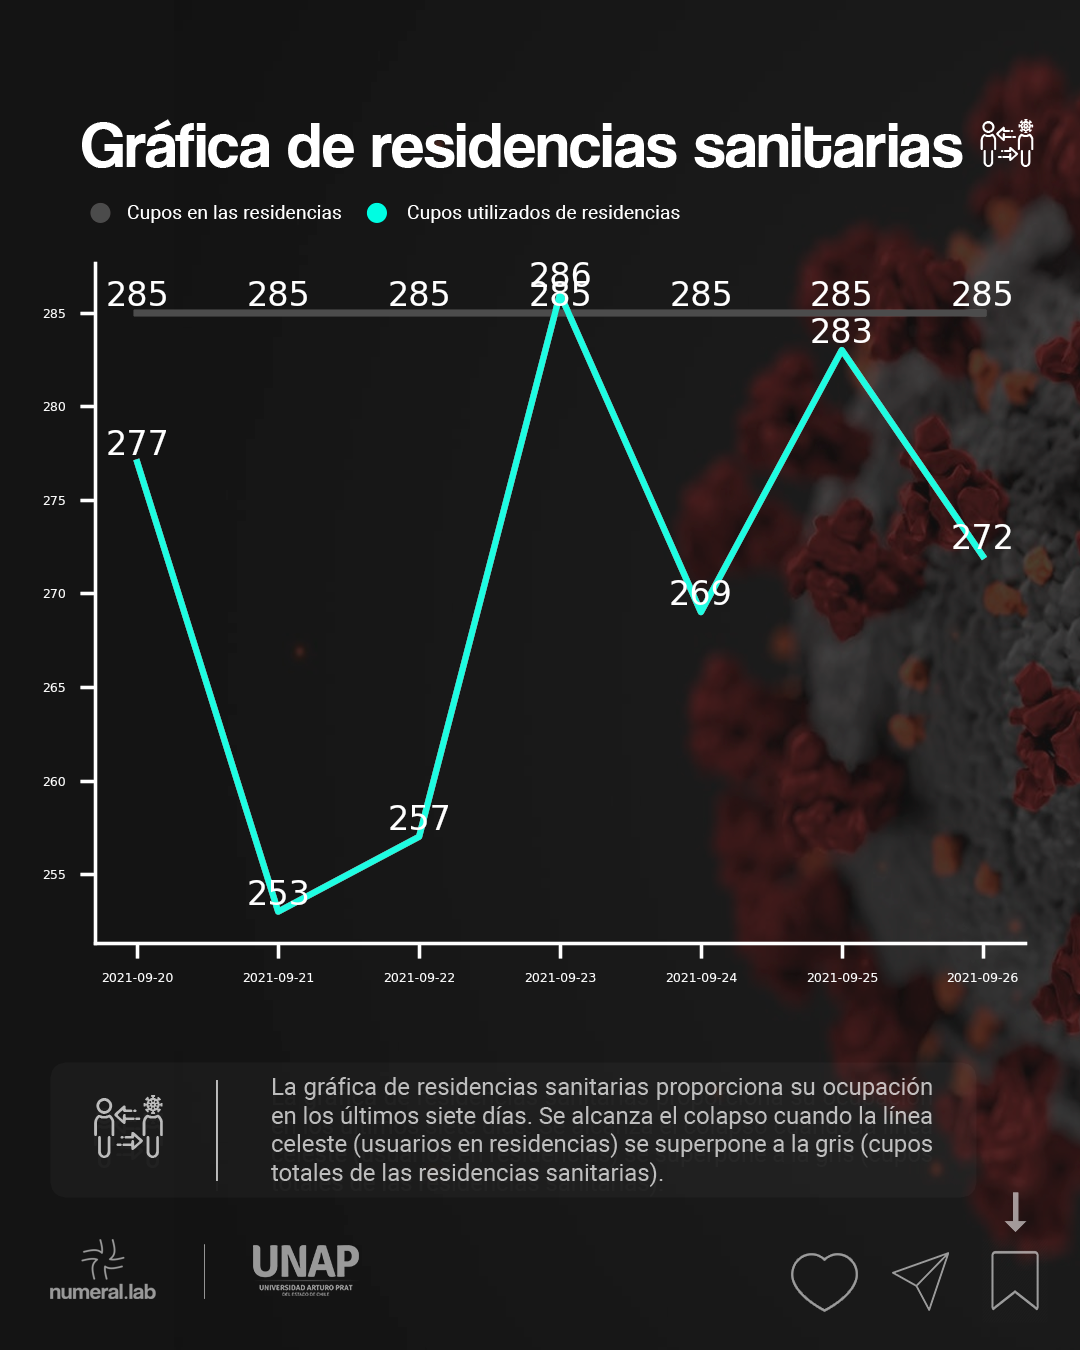 Gráfica de residencias sanitarias
Cupos en las residencias
Cupos utilizados de residencias
286
285 285 285 285 285 285 285
285
283
280
277
275
272
270
269
265
260
257
255
253
2021-09-20 2021-09-21 2021-09-22 2021-09-23 2021-09-24 2021-09-25 2021-09-26
La gráfica de residencias sanitarias proporciona su ocupación
en los últimos siete días. Se alcanza el colapso cuando la línea
celeste (usuarios en residencias) se superpone a la gris (cupos
totales de las residencias sanitarias).
numeral.lab
UNAP
UNIVERSIDAD ARTURO PRAT
DEL ESTADO DE CHILE